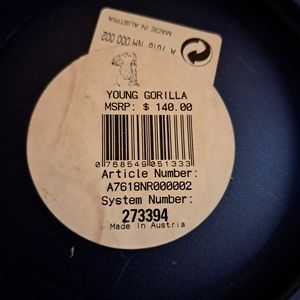 MADE IN AUSTRIA
A 7618 NR 000 002
YOUNG GORILLA
MSRP: $ 140.00
0 768549 051333
Article Number:
A7618NR000002
System Number:
273394
Made In Austria